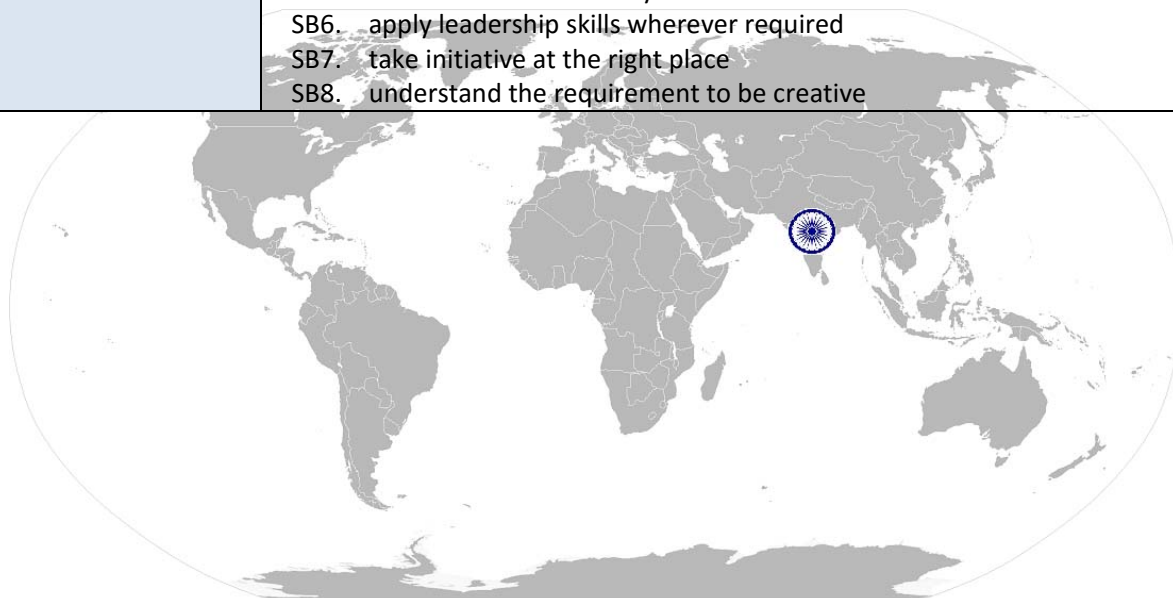 SB6. apply leadership skills wherever required
SB7. take initiative at the right place
SB8. understand the requirement to be creative